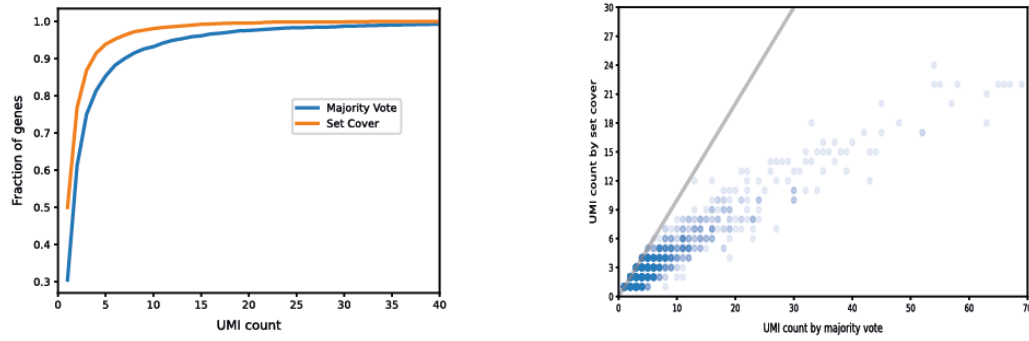 1.0
0.9
0.8
0.7
0.6
0.5
0.4
0.3
Fraction of genes
Majority Vote
Set Cover
0 5 10 15 20 25 30 35 40
UMI count
30
27
24
21
18
15
12
9
6
3
0
UMI count by set cover
0 10 20 30 40 50 60 70
UMI count by majority vote